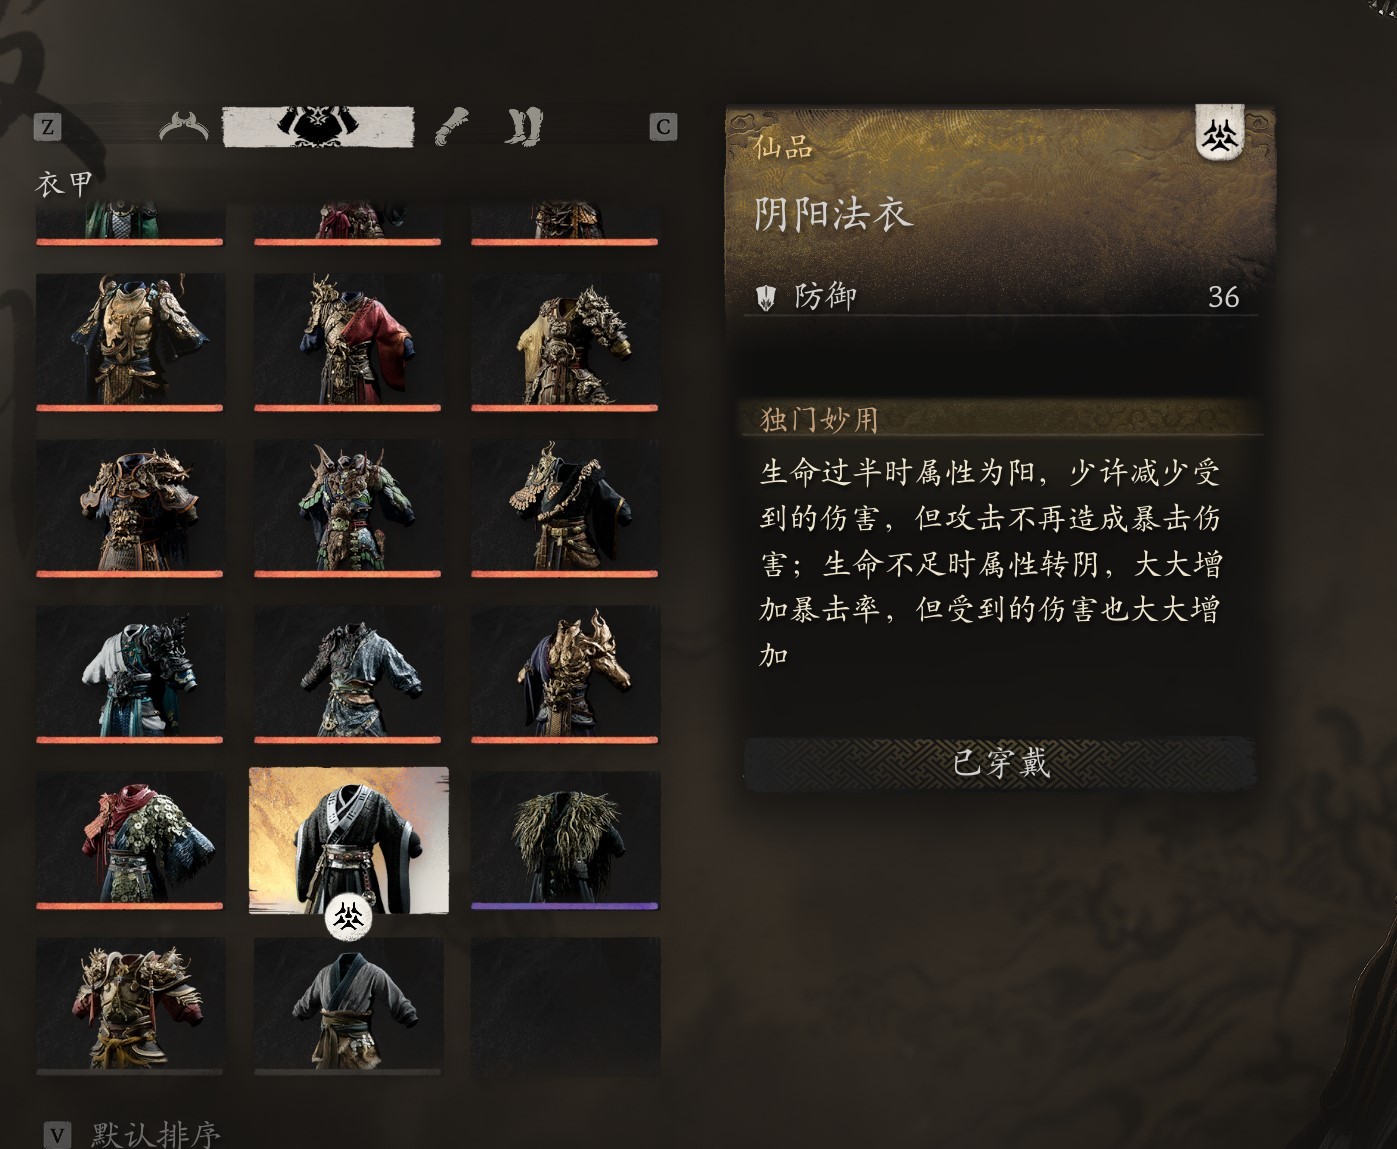 Z
C
衣甲
仙品
阴阳法衣
防御 36
独门妙用
生命过半时属性为阳，少许减少受
到的伤害，但攻击不再造成暴击伤
害；生命不足时属性转阴，大大增
加暴击率，但受到的伤害也大大增
加
已穿戴
V 默认排序